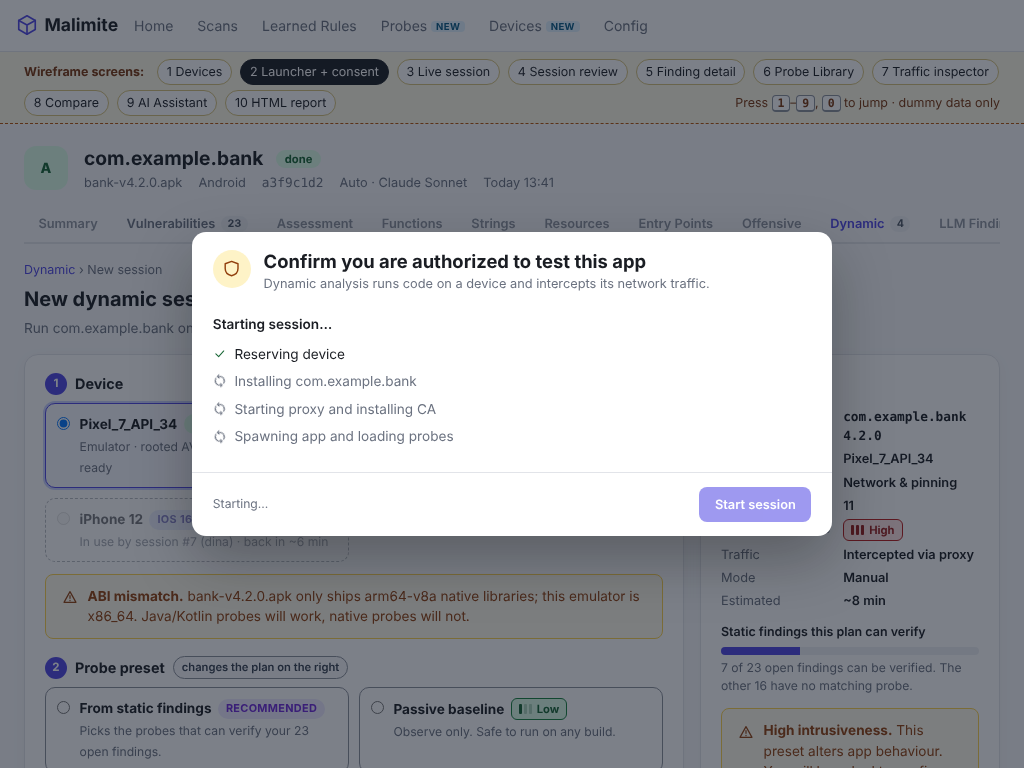 Malimite
Home Scans Learned Rules Probes NEW Devices NEW Config
Wireframe screens: 1 Devices 2 Launcher + consent 3 Live session 4 Session review 5 Finding detail 6 Probe Library 7 Traffic inspector
8 Compare 9 AI Assistant 10 HTML report Press 1–9, 0 to jump · dummy data only
A
com.example.bank done
bank-v4.2.0.apk Android a3f9c1d2 Auto · Claude Sonnet Today 13:41
Summary Vulnerabilities 23 Assessment Functions Strings Resources Entry Points Offensive Dynamic 4 LLM
Dynamic › New session
New dynamic
Run com.example.bank on
Confirm you are authorized to test this app
Dynamic analysis runs code on a device and intercepts its network traffic.
Starting session…
Reserving device
Installing com.example.bank
Starting proxy and installing CA
Spawning app and loading probes
Starting…
Start session
1 Device
Pixel_7_API_34
Emulator · rooted
ready
iPhone 12 IOS 16
In use by session #7 (dina) · back in ~6 min
ABI mismatch. bank-v4.2.0.apk only ships arm64-v8a native libraries; this emulator is
x86_64. Java/Kotlin probes will work, native probes will not.
2 Probe preset changes the plan on the right
From static findings RECOMMENDED
Picks the probes that can verify your 23
open findings.
Passive baseline Low
Observe only. Safe to run on any build.
com.example.bank
4.2.0
Pixel_7_API_34
Network & pinning
11
High
Traffic Intercepted via proxy
Mode Manual
Estimated ~8 min
Static findings this plan can verify
7 of 23 open findings can be verified. The
other 16 have no matching probe.
High intrusiveness. This
preset alters app behaviour.